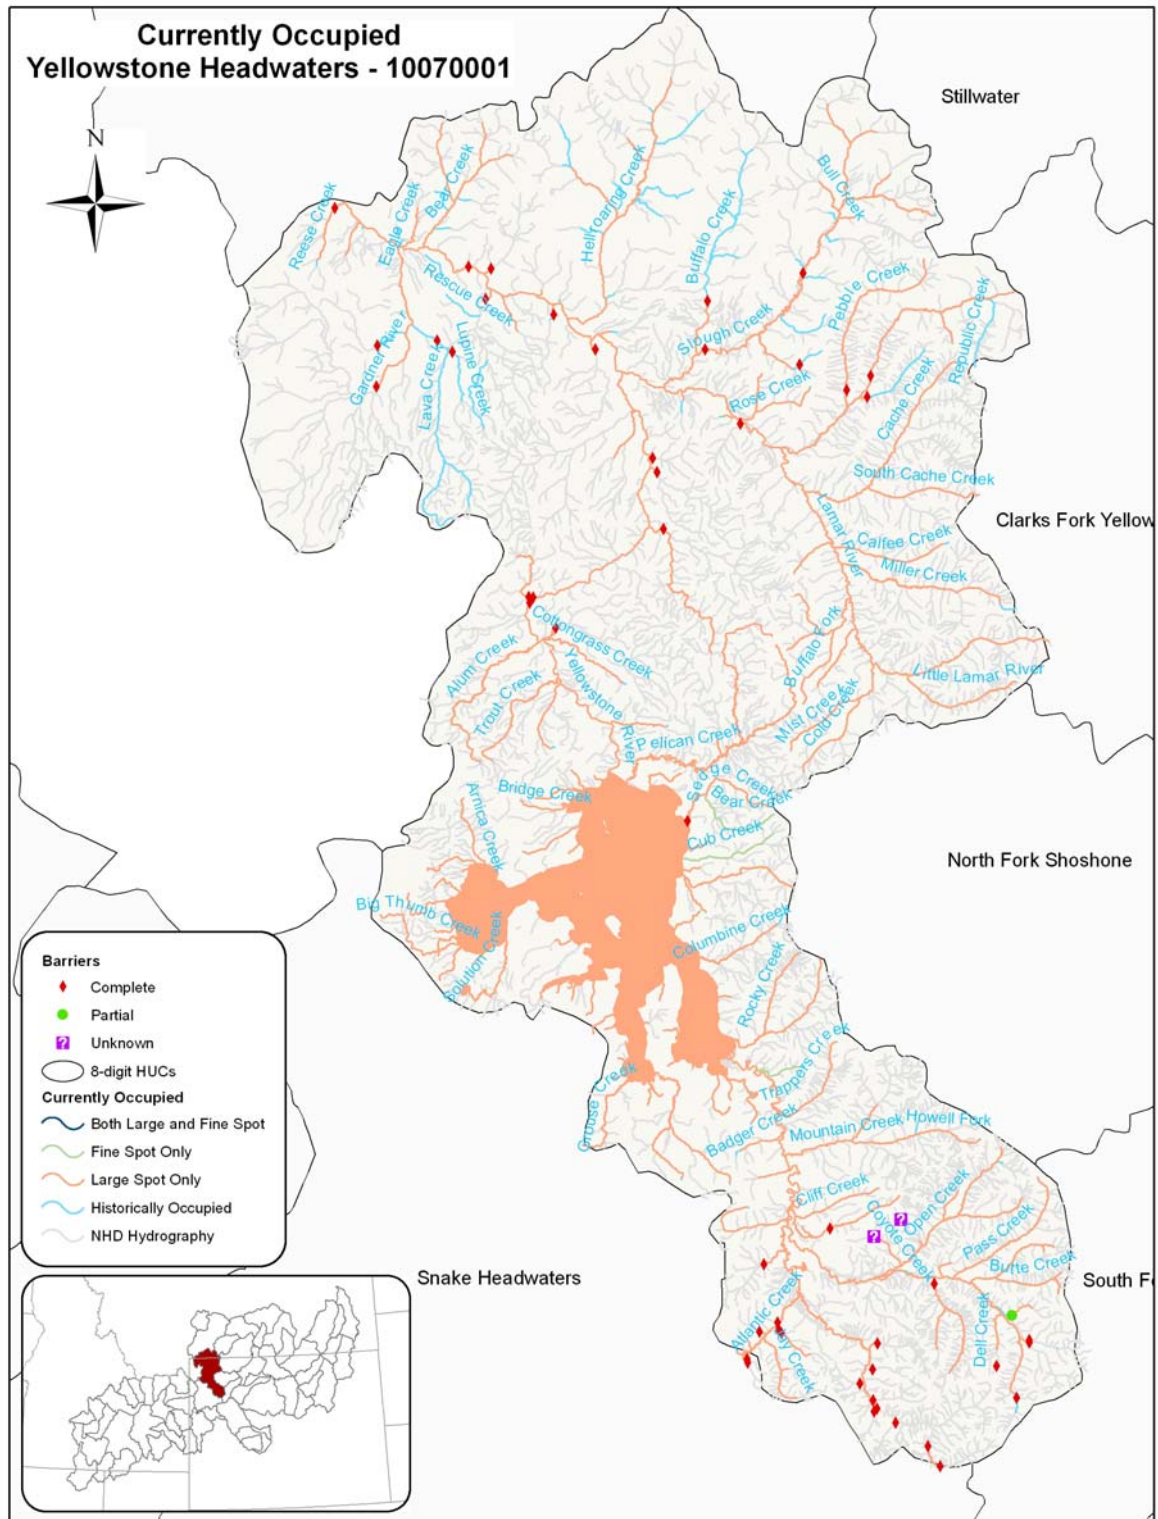 Currently Occupied
Yellowstone Headwaters - 10070001
Stillwater
N
Bull Creek
Bear Creek
Hellroaring Creek
Reese Creek
Eagle Creek
Buffalo Creek
Rescue Creek
Pebble Creek
Republic Creek
Slough Creek
Gardner River
Lupine Creek
Lava Creek
Rose Creek
Cache Creek
South Cache Creek
Lamar River
Clarks Fork Yellow
Calfee Creek
Miller Creek
Cottongrass Creek
Buffalo Fork
Alum Creek
Yellowstone River
Little Lamar River
Trout Creek
Mist Creek
Cold Creek
Pelican Creek
Sedge Creek
Bridge Creek
Bear Creek
Arnica Creek
Cub Creek
North Fork Shoshone
Big Thumb Creek
Columbine Creek
Solution Creek
Rocky Creek
Barriers
Complete
Partial
? Unknown
8-digit HUCs
Currently Occupied
Both Large and Fine Spot
Fine Spot Only
Large Spot Only
Historically Occupied
NHD Hydrography
Trappers Creek
Grouse Creek
Badger Creek
Mountain Creek
Howell Fork
Cliff Creek
Open Creek
?
?
Coyote Creek
Pass Creek
Butte Creek
Snake Headwaters
South F
Atlantic Creek
Dell Creek
Creek